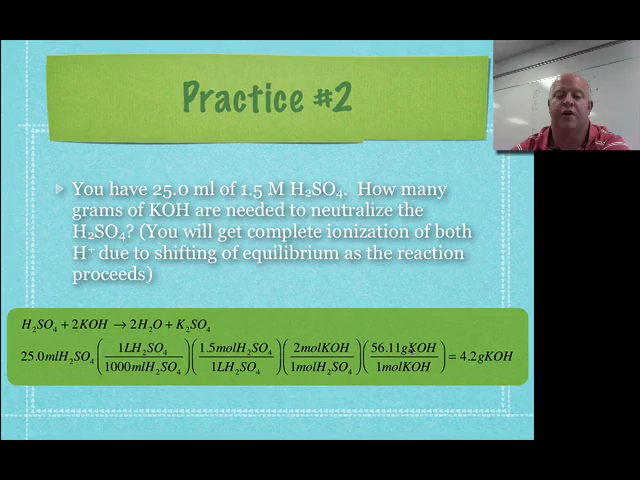 Practice #2
You have 25.0 ml of 1.5 M H₂SO₄. How many
grams of KOH are needed to neutralize the
H₂SO₄? (You will get complete ionization of both
H⁺ due to shifting of equilibrium as the reaction
proceeds)
H₂SO₄ + 2KOH → 2H₂O + K₂SO₄
25.0mlH₂SO₄ (1LH₂SO₄ / 1000mlH₂SO₄) (1.5molH₂SO₄ / 1LH₂SO₄) (2molKOH / 1molH₂SO₄) (56.11gKOH / 1molKOH) = 4.2gKOH